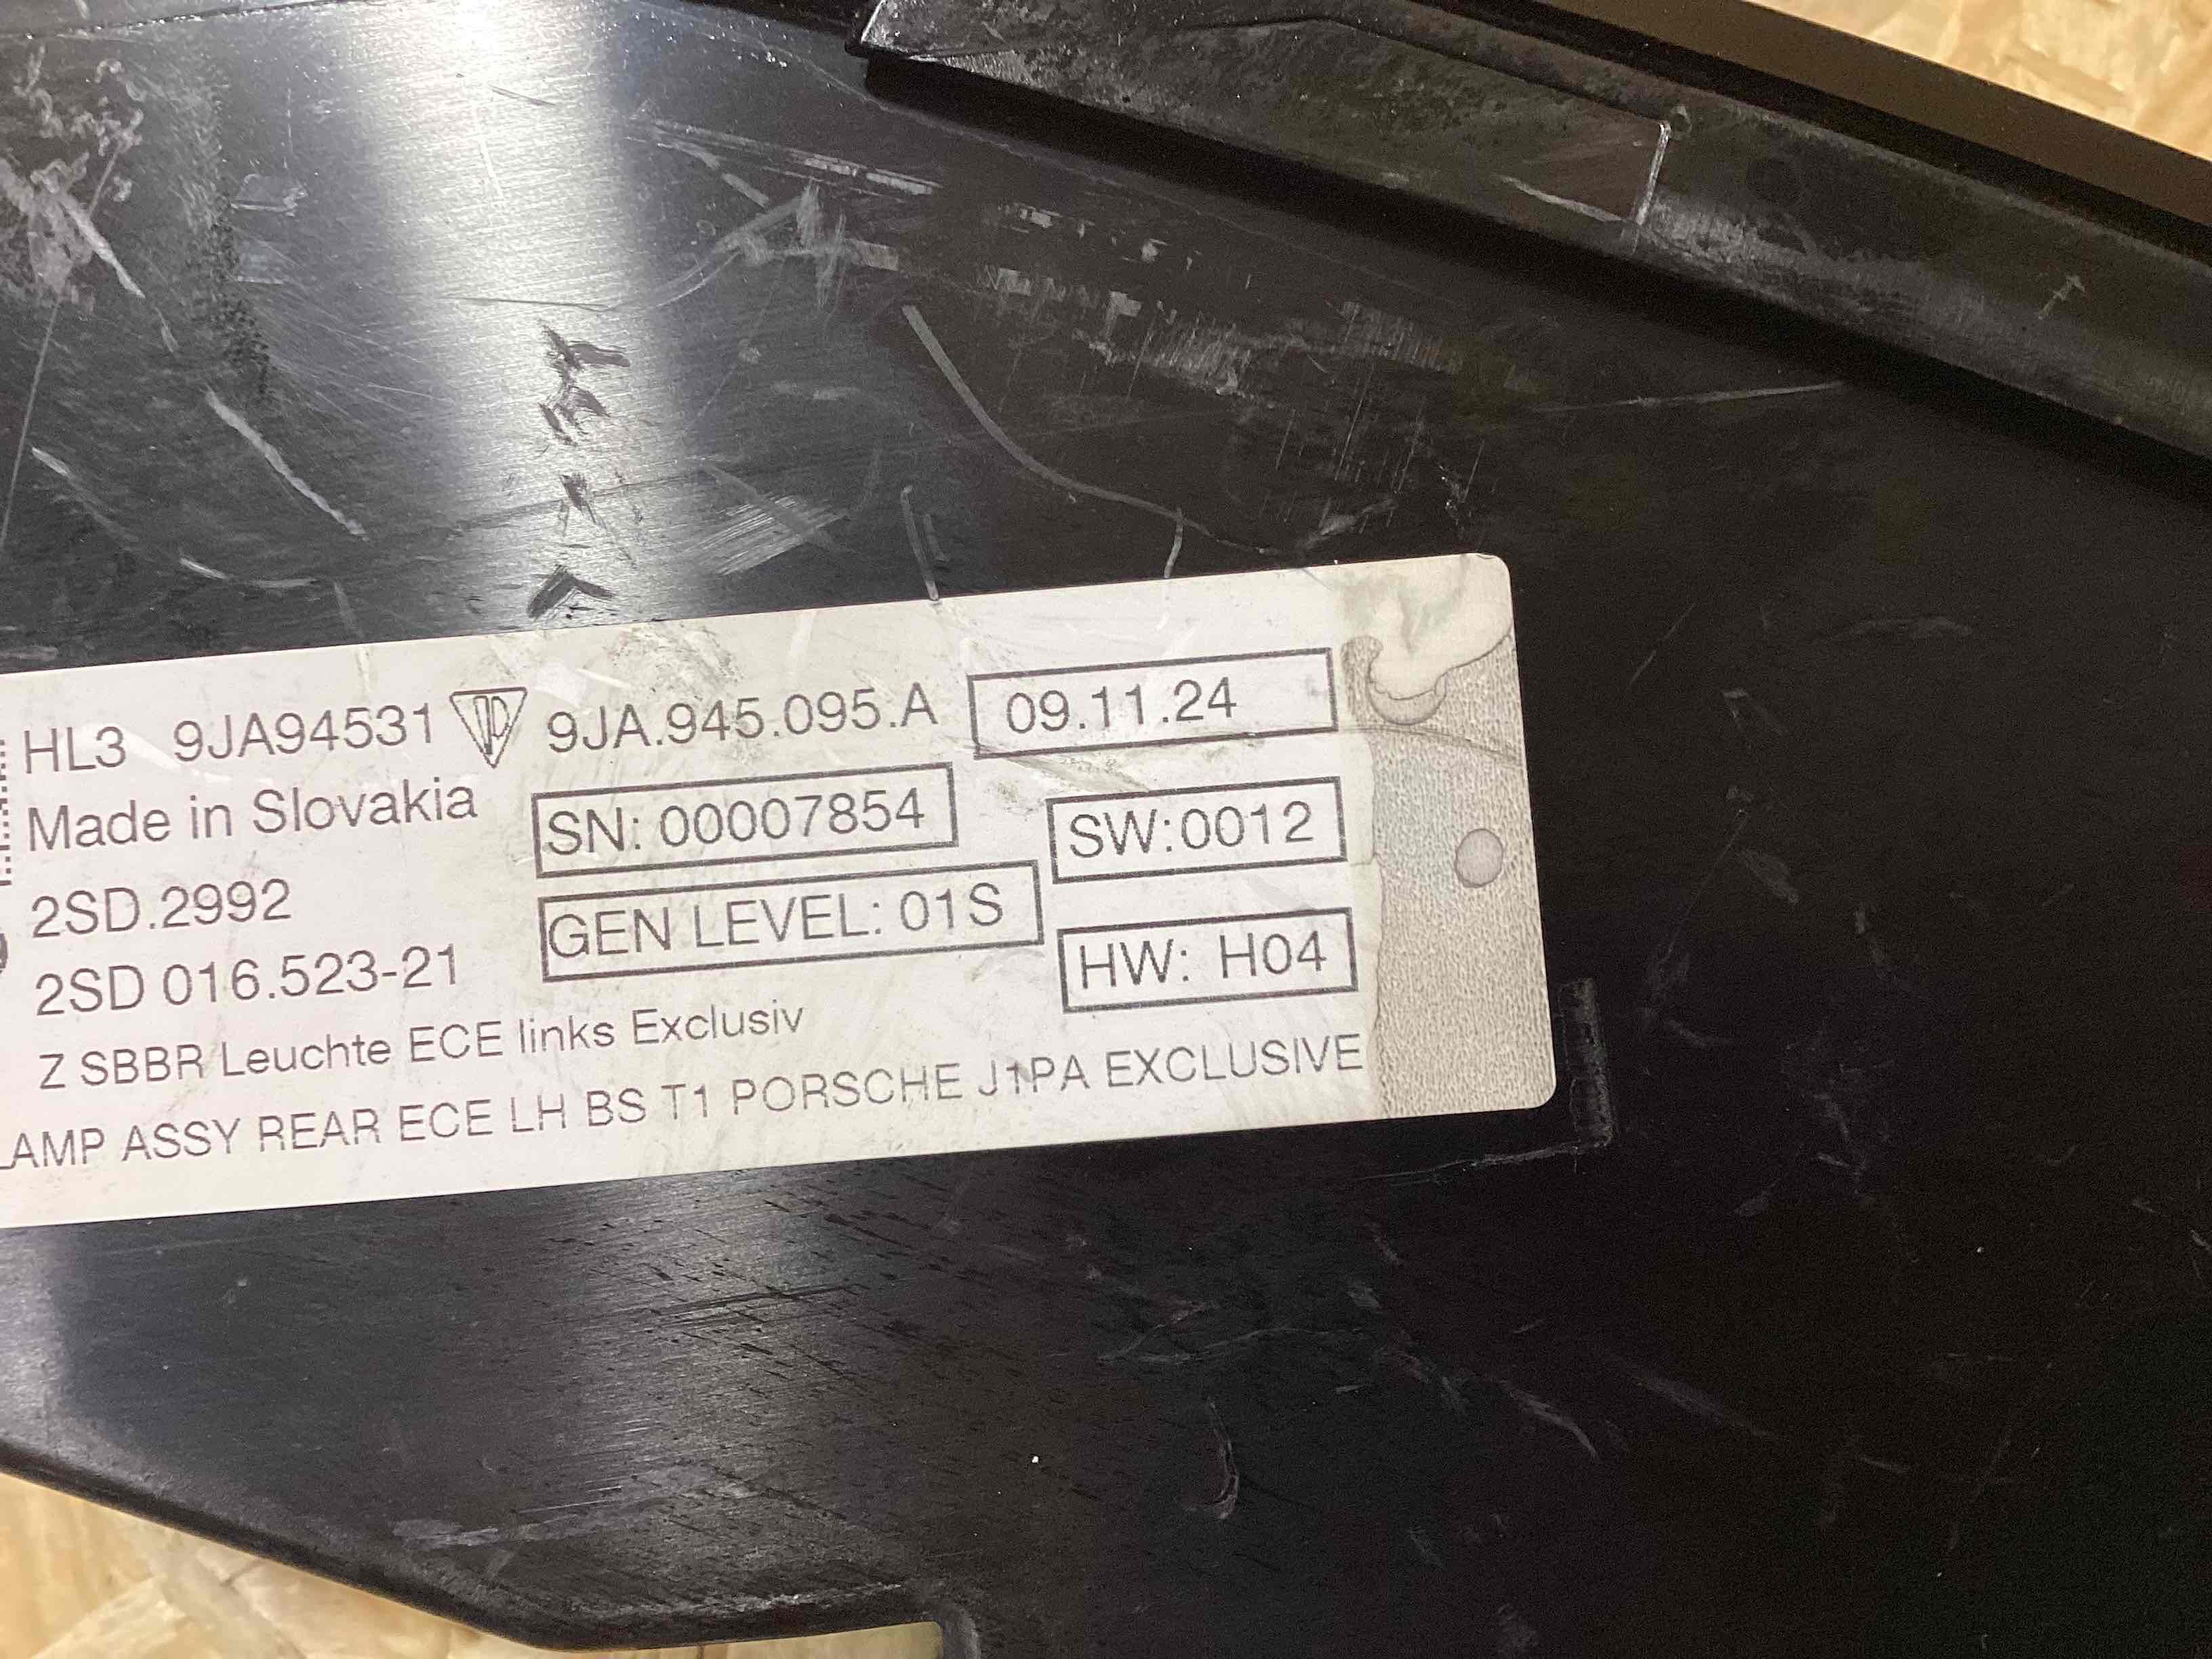 HL3 9JA94531 9JA.945.095.A 09.11.24
Made in Slovakia SN: 00007854 SW:0012
2SD.2992 GEN LEVEL: 01S
2SD 016.523-21 HW: H04
Z SBBR Leuchte ECE links Exclusiv
LAMP ASSY REAR ECE LH BS T1 PORSCHE J1PA EXCLUSIVE